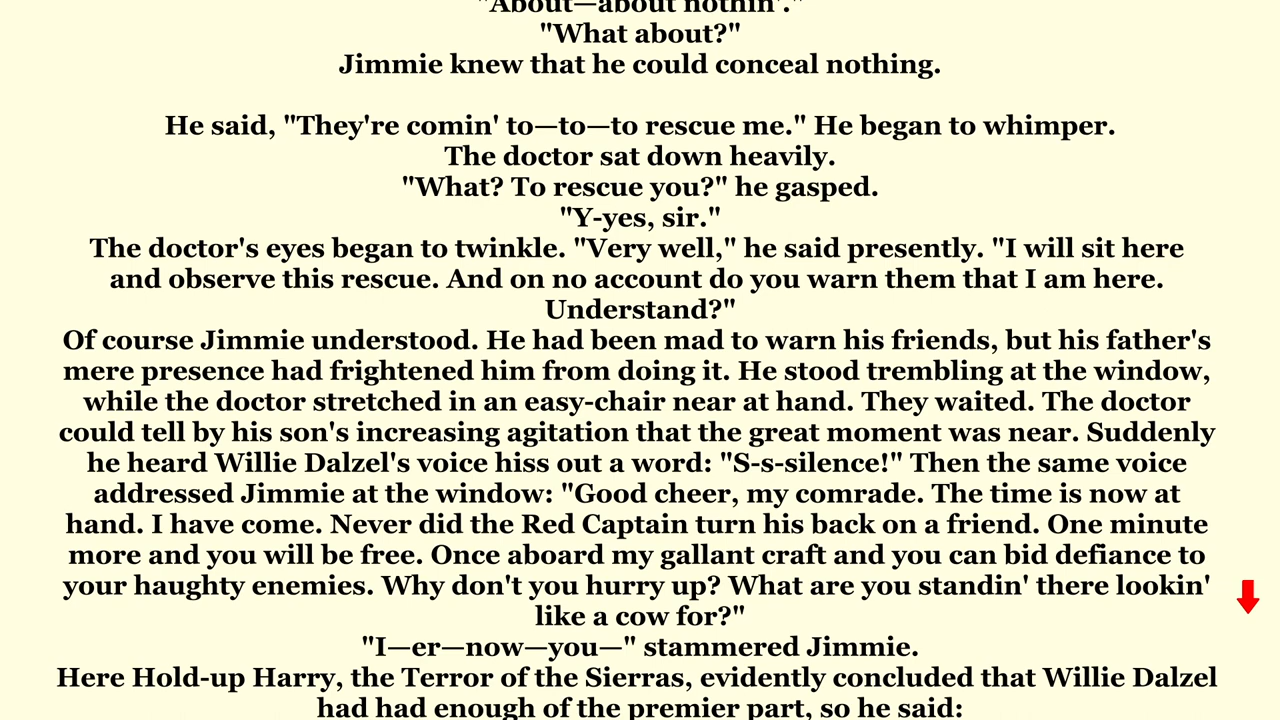 "About—about nothin'."
"What about?"
Jimmie knew that he could conceal nothing.
He said, "They're comin' to—to—to rescue me." He began to whimper.
The doctor sat down heavily.
"What? To rescue you?" he gasped.
"Y-yes, sir."
The doctor's eyes began to twinkle. "Very well," he said presently. "I will sit here
and observe this rescue. And on no account do you warn them that I am here.
Understand?"
Of course Jimmie understood. He had been mad to warn his friends, but his father's
mere presence had frightened him from doing it. He stood trembling at the window,
while the doctor stretched in an easy-chair near at hand. They waited. The doctor
could tell by his son's increasing agitation that the great moment was near. Suddenly
he heard Willie Dalzel's voice hiss out a word: "S-s-silence!" Then the same voice
addressed Jimmie at the window: "Good cheer, my comrade. The time is now at
hand. I have come. Never did the Red Captain turn his back on a friend. One minute
more and you will be free. Once aboard my gallant craft and you can bid defiance to
your haughty enemies. Why don't you hurry up? What are you standin' there lookin'
like a cow for?"
"I—er—now—you—" stammered Jimmie.
Here Hold-up Harry, the Terror of the Sierras, evidently concluded that Willie Dalzel
had had enough of the premier part, so he said: